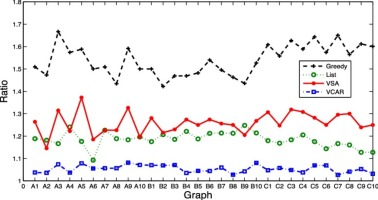 1.8
1.7
1.6
1.5
1.4
1.3
1.2
1.1
1
Ratio
Greedy
List
VSA
VCAR
0 A1 A2 A3 A4 A5 A6 A7 A8 A9 A10 B1 B2 B3 B4 B5 B6 B7 B8 B9 B10 C1 C2 C3 C4 C5 C6 C7 C8 C9 C10
Graph